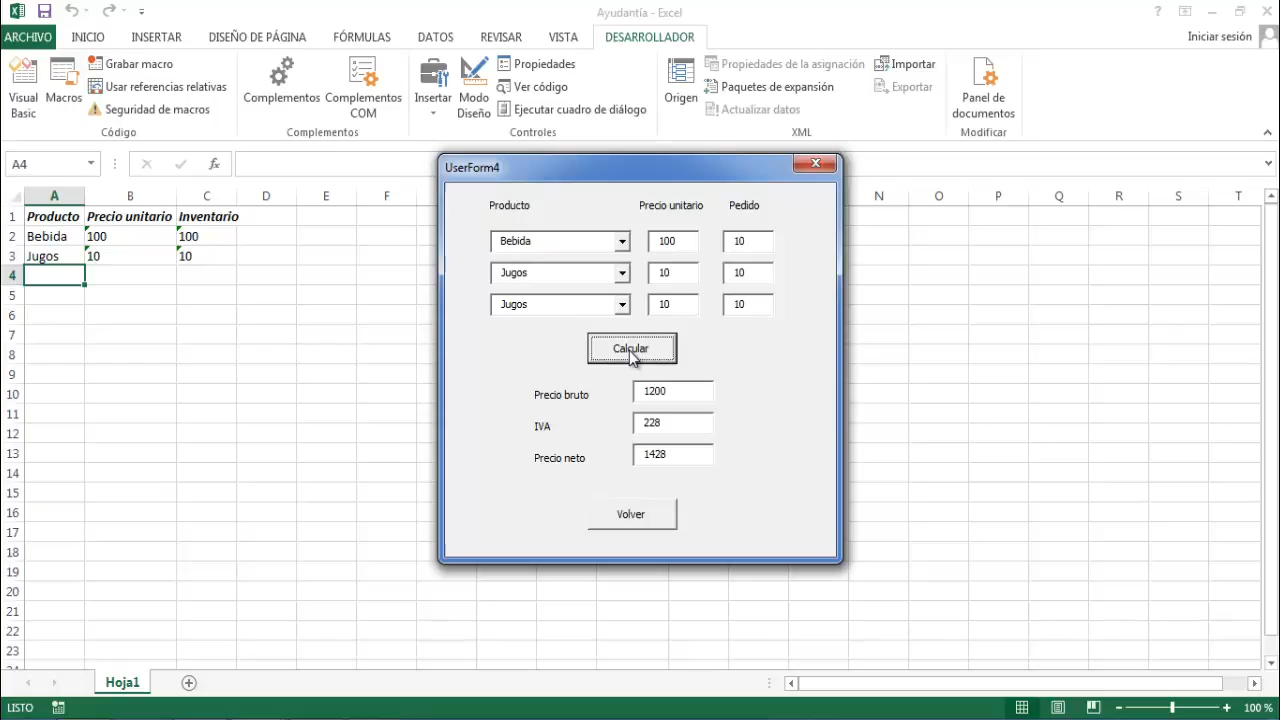 Ayudantía - Excel
ARCHIVO INICIO INSERTAR DISEÑO DE PÁGINA FÓRMULAS DATOS REVISAR VISTA DESARROLLADOR Iniciar sesión
Visual Basic
Macros
Grabar macro
Usar referencias relativas
Seguridad de macros
Código
Complementos
Complementos COM
Complementos
Insertar
Modo Diseño
Propiedades
Ver código
Ejecutar cuadro de diálogo
Controles
Origen
Propiedades de la asignación
Paquetes de expansión
Actualizar datos
Importar
Exportar
XML
Panel de documentos
Modificar
A4 fx
A B C D E F N O P Q R S T
1 Producto Precio unitario Inventario
2 Bebida 100 100
3 Jugos 10 10
4
5
6
7
8
9
10
11
12
13
14
15
16
17
18
19
20
21
22
23
UserForm4
Producto Precio unitario Pedido
Bebida 100 10
Jugos 10 10
Jugos 10 10
Calcular
Precio bruto 1200
IVA 228
Precio neto 1428
Volver
Hoja1
LISTO 100 %